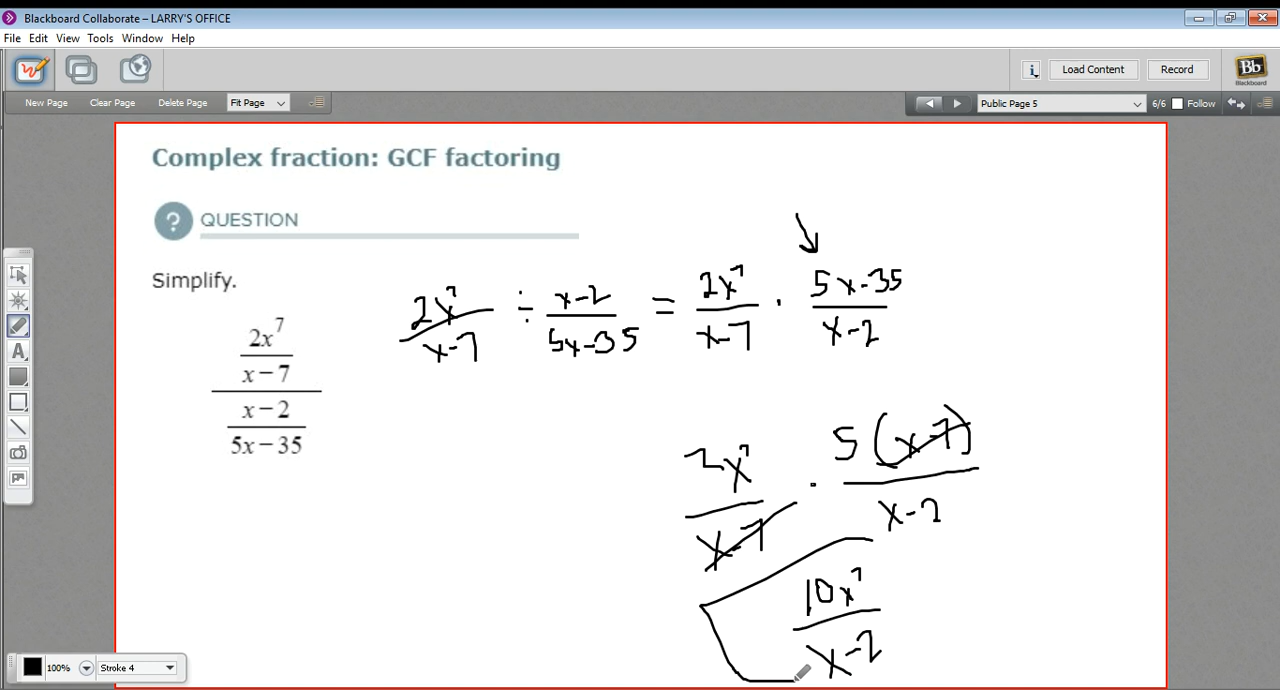 Blackboard Collaborate – LARRY'S OFFICE
File Edit View Tools Window Help
i Load Content Record Bb
Blackboard
New Page Clear Page Delete Page Fit Page Public Page 5 6/6 Follow
Complex fraction: GCF factoring
? QUESTION
Simplify.
2x^7
x − 7
x − 2
5x − 35
2x^7/x-7 ÷ x-2/5x-35 = 2x^7/x-7 · 5x-35/x-2
2x^7/x-7 · 5(x-7)/x-2
10x^7/x-2
A
100% Stroke 4